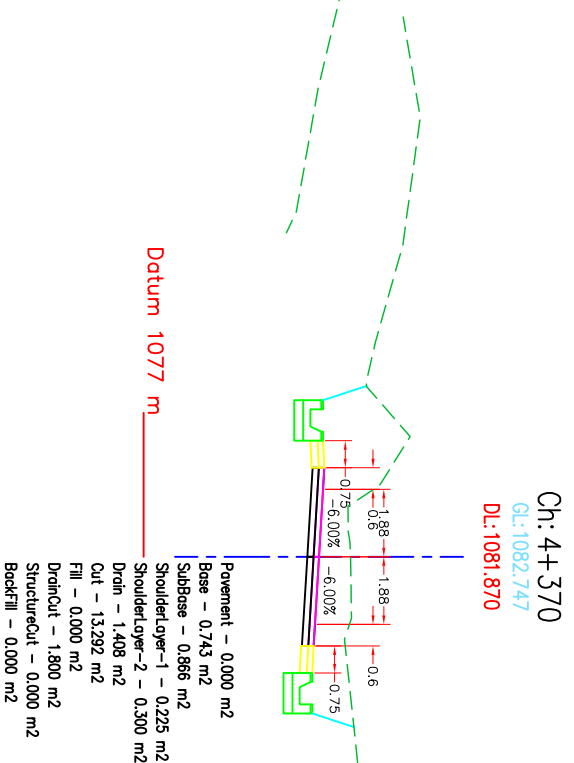 Ch: 4+370
GL:1082.747
DL:1081.870
1.88
1.88
0.6
0.6
0.75
0.75
-6.00%
-6.00%
Datum 1077 m
Pavement - 0.000 m2
Base - 0.743 m2
SubBase - 0.866 m2
ShoulderLayer-1 - 0.225 m2
ShoulderLayer-2 - 0.300 m2
Drain - 1.408 m2
Cut - 13.292 m2
Fill - 0.000 m2
DrainCut - 1.800 m2
StructureCut - 0.000 m2
BackFill - 0.000 m2